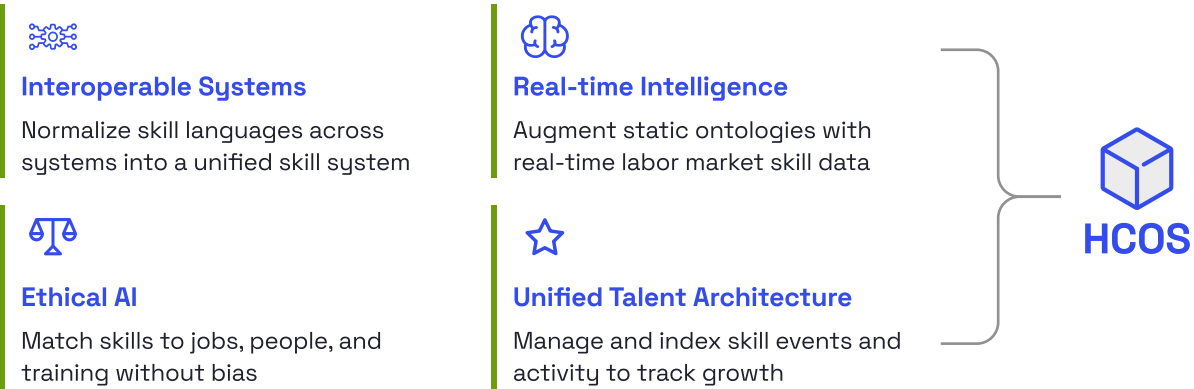 Interoperable Systems
Normalize skill languages across
systems into a unified skill system
Real-time Intelligence
Augment static ontologies with
real-time labor market skill data
Ethical AI
Match skills to jobs, people, and
training without bias
Unified Talent Architecture
Manage and index skill events and
activity to track growth
HCOS